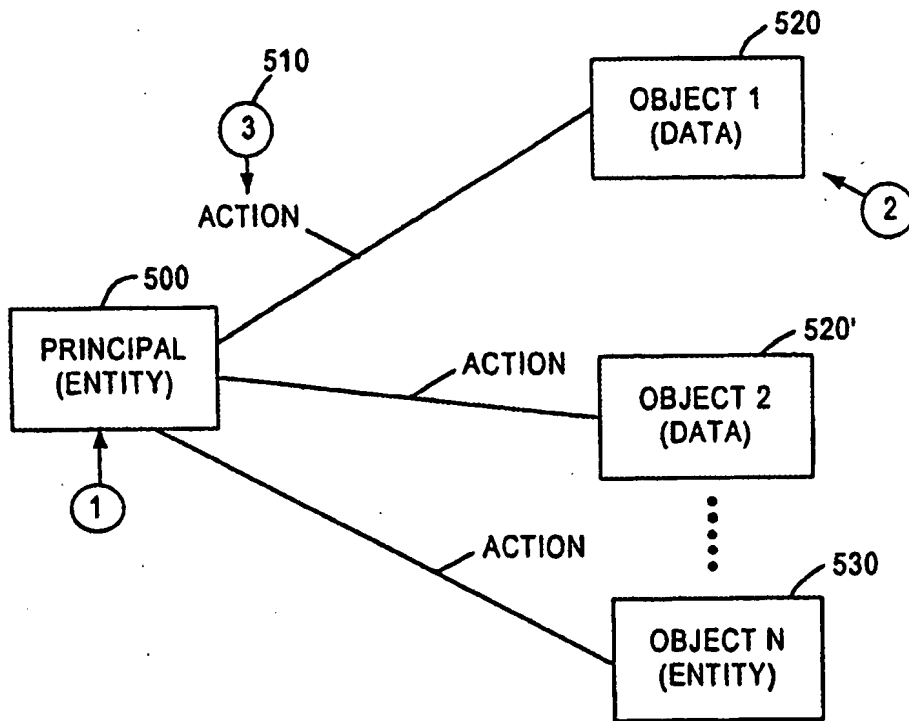 520
OBJECT 1
(DATA)
510
3
ACTION
2
500
PRINCIPAL
(ENTITY)
1
ACTION
520'
OBJECT 2
(DATA)
ACTION
530
OBJECT N
(ENTITY)